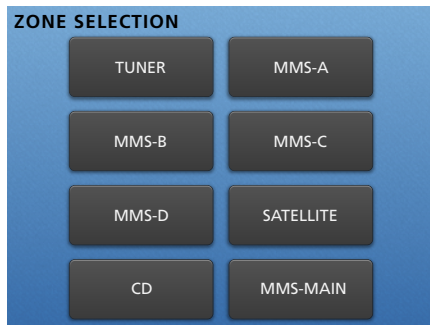 ZONE SELECTION
TUNER
MMS-A
MMS-B
MMS-C
MMS-D
SATELLITE
CD
MMS-MAIN